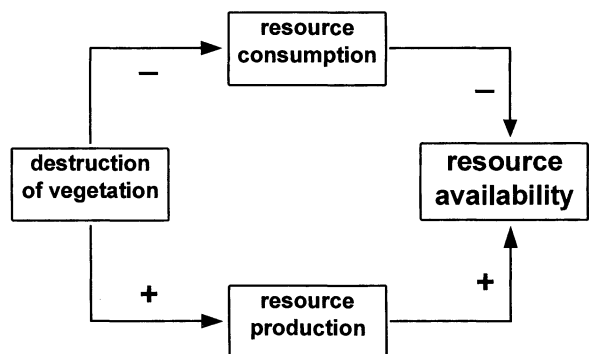 resource
consumption
−
−
destruction
of vegetation
resource
availability
+
+
resource
production